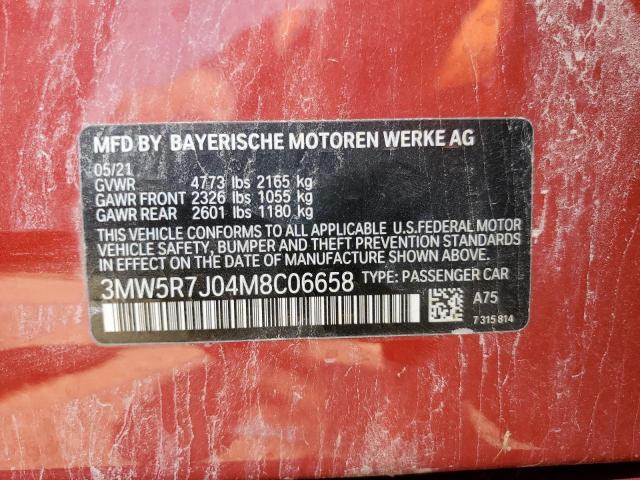 MFD BY BAYERISCHE MOTOREN WERKE AG
05/21
GVWR 4773 lbs 2165 kg
GAWR FRONT 2326 lbs 1055 kg
GAWR REAR 2601 lbs 1180 kg
THIS VEHICLE CONFORMS TO ALL APPLICABLE U.S.FEDERAL MOTOR
VEHICLE SAFETY, BUMPER AND THEFT PREVENTION STANDARDS
IN EFFECT ON THE DATE OF MANUFACTURE SHOWN ABOVE.
3MW5R7J04M8C06658 TYPE: PASSENGER CAR
A75
7 315 814